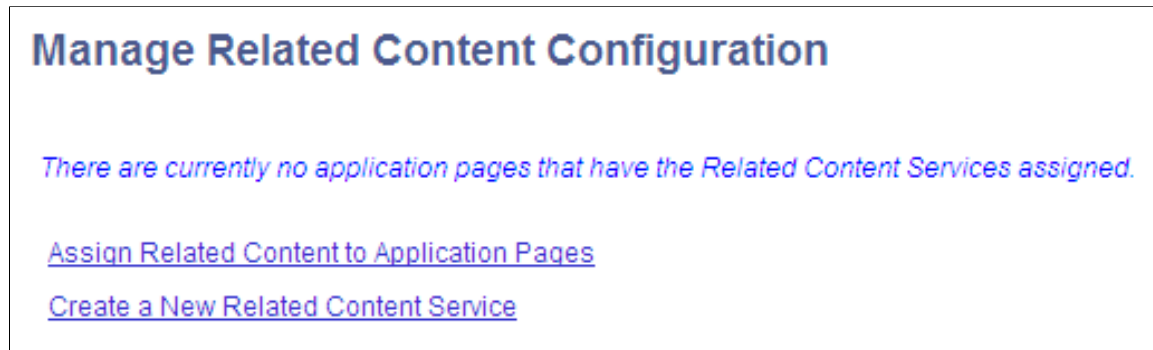 Manage Related Content Configuration
There are currently no application pages that have the Related Content Services assigned.
Assign Related Content to Application Pages
Create a New Related Content Service